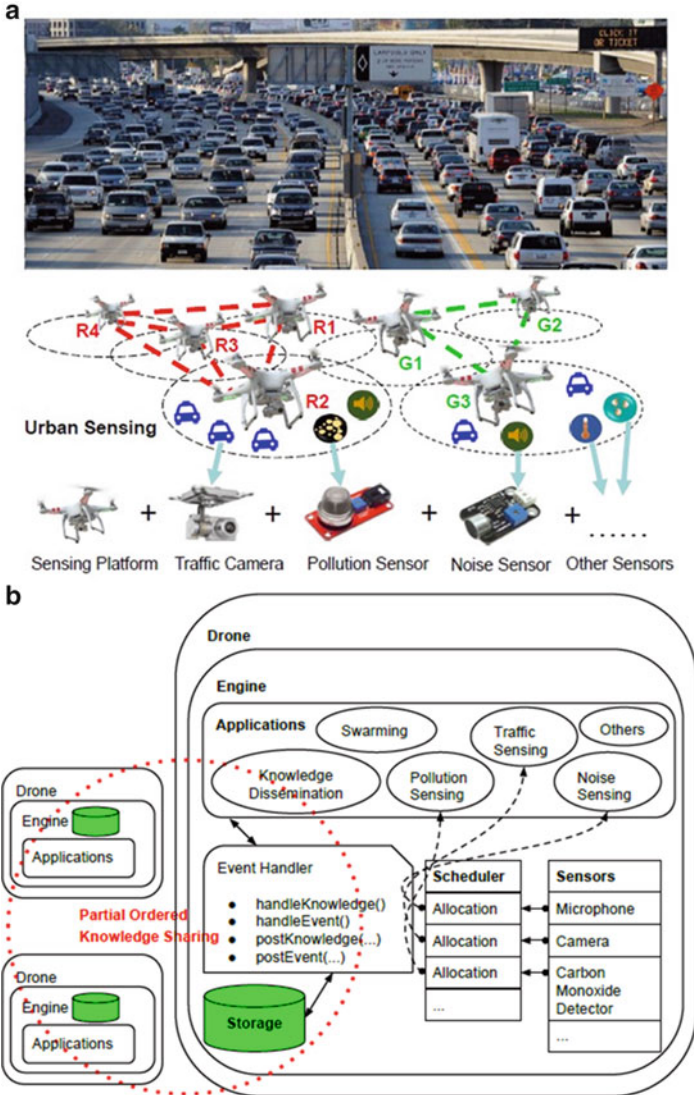 a
CLICK IT
OR TICKET
CARPOOLS ONLY
R4
R3
R1
G1
G2
R2
G3
Urban Sensing
+ + + + ......
Sensing Platform Traffic Camera Pollution Sensor Noise Sensor Other Sensors
b
Drone
Engine
Applications
Swarming
Traffic
Sensing
Others
Knowledge
Dissemination
Pollution
Sensing
Noise
Sensing
Drone
Engine
Applications
Partial Ordered
Knowledge Sharing
Drone
Engine
Applications
Event Handler
● handleKnowledge()
● handleEvent()
● postKnowledge(...)
● postEvent(...)
Storage
Scheduler
Allocation
Allocation
Allocation
...
Sensors
Microphone
Camera
Carbon
Monoxide
Detector
...